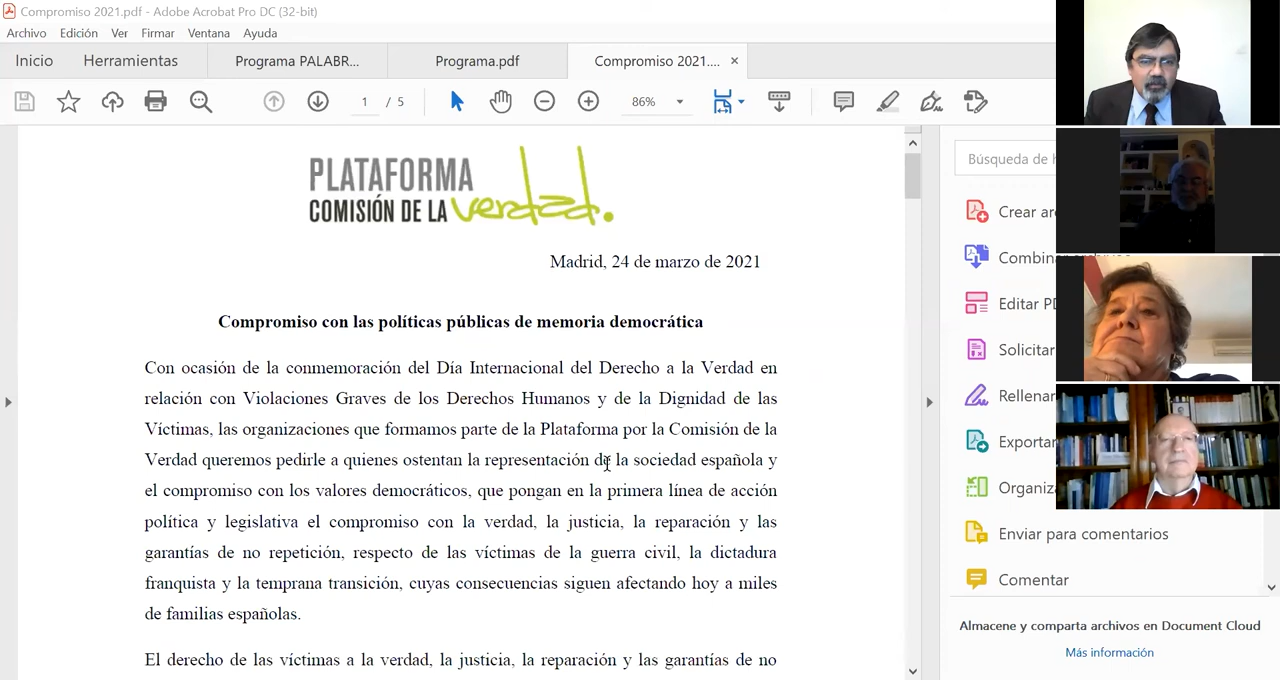 Compromiso 2021.pdf - Adobe Acrobat Pro DC (32-bit)
Archivo Edición Ver Firmar Ventana Ayuda
Inicio Herramientas Programa PALABR... Programa.pdf Compromiso 2021.... ×
1 / 5 86%
PLATAFORMA
COMISIÓN DE LA verdad.
Madrid, 24 de marzo de 2021
Compromiso con las políticas públicas de memoria democrática
Con ocasión de la conmemoración del Día Internacional del Derecho a la Verdad en
relación con Violaciones Graves de los Derechos Humanos y de la Dignidad de las
Víctimas, las organizaciones que formamos parte de la Plataforma por la Comisión de la
Verdad queremos pedirle a quienes ostentan la representación de la sociedad española y
el compromiso con los valores democráticos, que pongan en la primera línea de acción
política y legislativa el compromiso con la verdad, la justicia, la reparación y las
garantías de no repetición, respecto de las víctimas de la guerra civil, la dictadura
franquista y la temprana transición, cuyas consecuencias siguen afectando hoy a miles
de familias españolas.
El derecho de las víctimas a la verdad, la justicia, la reparación y las garantías de no
Búsqueda de
Crear
Combinar
Editar
Solicitar
Rellenar
Exportar
Enviar para comentarios
Comentar
Almacene y comparta archivos en Document Cloud
Más información